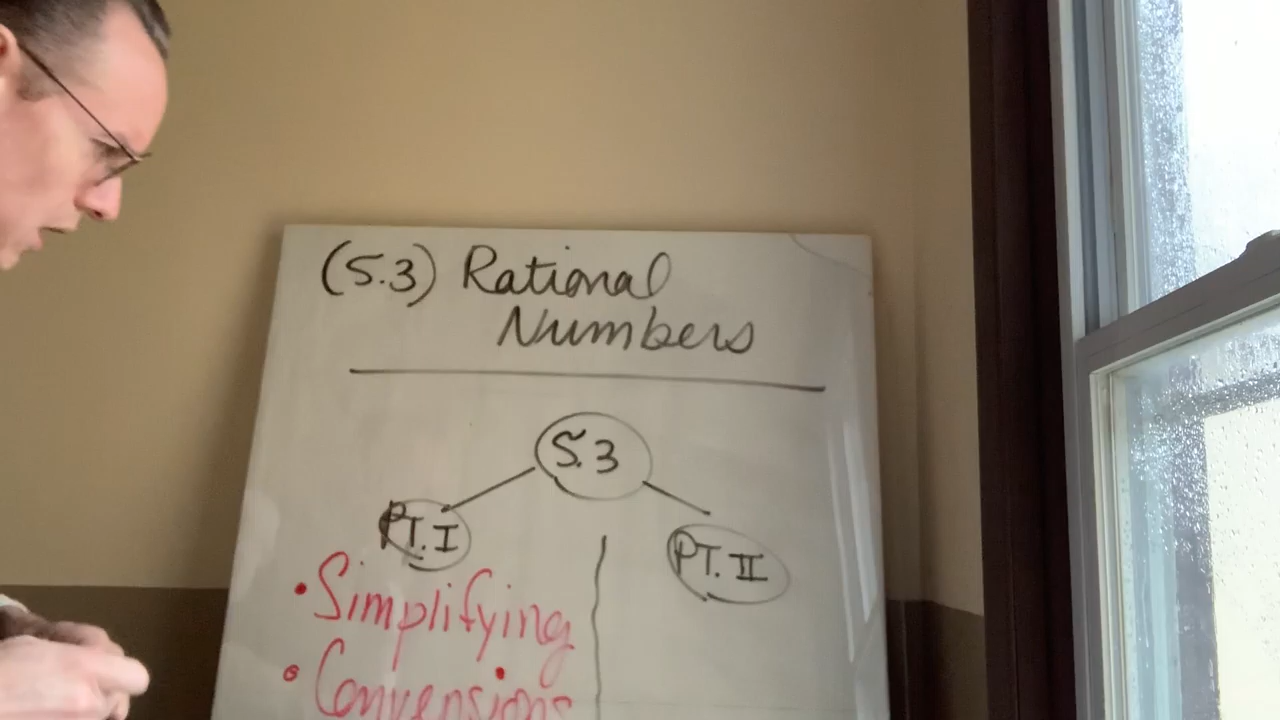 (5.3) Rational
Numbers
5.3
PT. I
PT. II
• Simplifying
• Conversions